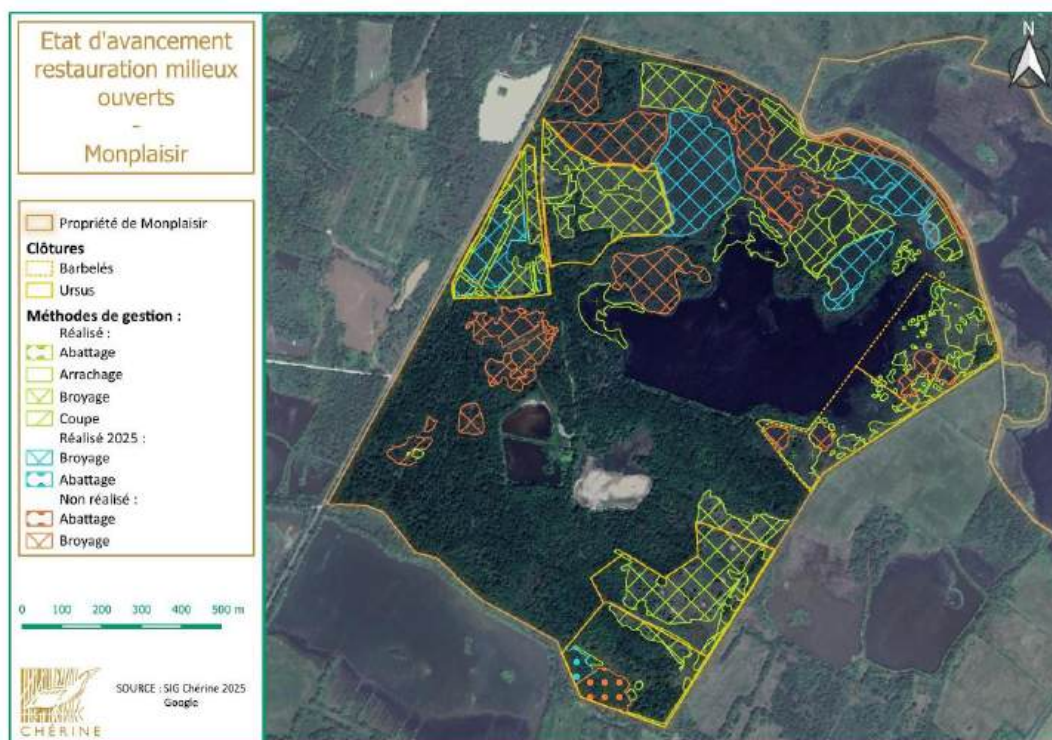 Etat d'avancement
restauration milieux
ouverts
-
Monplaisir
Propriété de Monplaisir
Clôtures
Barbelés
Ursus
Méthodes de gestion :
Réalisé :
Abattage
Arrachage
Broyage
Coupe
Réalisé 2025 :
Broyage
Abattage
Non réalisé :
Abattage
Broyage
0 100 200 300 400 500 m
CHÉRINE
SOURCE : SIG Chérine 2025
Google
N